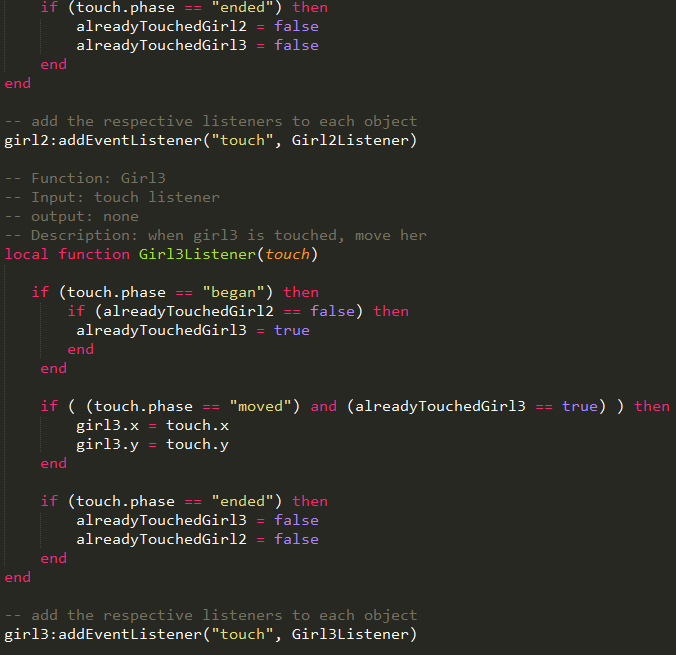 if (touch.phase == "ended") then
alreadyTouchedGirl2 = false
alreadyTouchedGirl3 = false
end
end
-- add the respective listeners to each object
girl2:addEventListener("touch", Girl2Listener)
-- Function: Girl3
-- Input: touch listener
-- output: none
-- Description: when girl3 is touched, move her
local function Girl3Listener(touch)
if (touch.phase == "began") then
if (alreadyTouchedGirl2 == false) then
alreadyTouchedGirl3 = true
end
end
if ( (touch.phase == "moved") and (alreadyTouchedGirl3 == true) ) then
girl3.x = touch.x
girl3.y = touch.y
end
if (touch.phase == "ended") then
alreadyTouchedGirl3 = false
alreadyTouchedGirl2 = false
end
end
-- add the respective listeners to each object
girl3:addEventListener("touch", Girl3Listener)